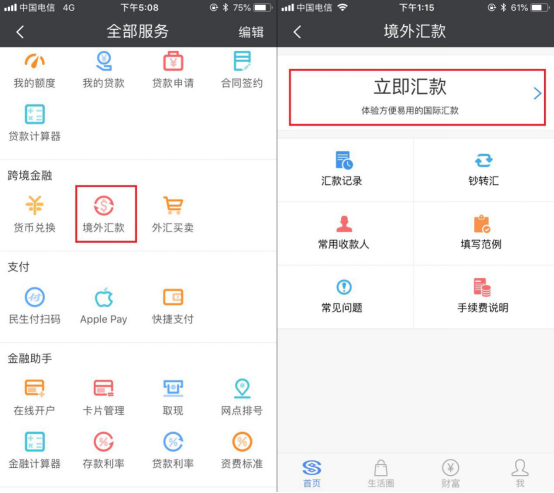 中国电信 4G 下午5:08 75%
全部服务 编辑
我的额度 我的贷款 贷款申请 合同签约
贷款计算器
跨境金融
货币兑换 境外汇款 外汇买卖
支付
民生付扫码 Apple Pay 快捷支付
金融助手
在线开户 卡片管理 取现 网点排号
金融计算器 存款利率 贷款利率 资费标准
中国电信 下午1:15 61%
境外汇款
立即汇款
体验方便易用的国际汇款
汇款记录 钞转汇
常用收款人 填写范例
常见问题 手续费说明
首页 生活圈 财富 我